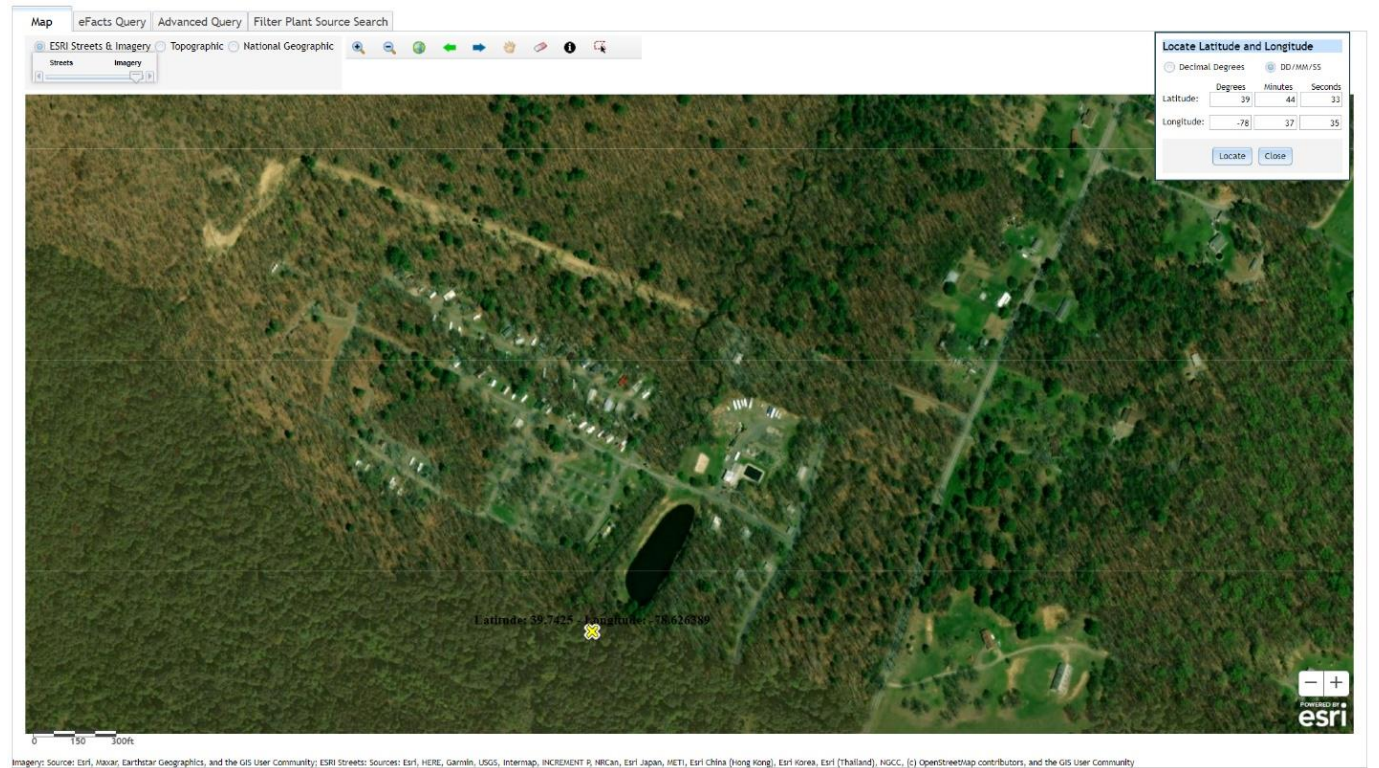 Map eFacts Query Advanced Query Filter Plant Source Search
ESRI Streets & Imagery Topographic National Geographic
Streets Imagery
Locate Latitude and Longitude
Decimal Degrees DD/MM/SS
Degrees Minutes Seconds
Latitude: 39 44 33
Longitude: -78 37 35
Locate Close
Latitude: 39.7425 - Longitude: -78.626389
POWERED BY
esri
0 150 300ft
Imagery: Source: Esri, Maxar, Earthstar Geographics, and the GIS User Community; ESRI Streets: Sources: Esri, HERE, Garmin, USGS, Intermap, INCREMENT P, NRCan, Esri Japan, METI, Esri China (Hong Kong), Esri Korea, Esri (Thailand), NGCC, (c) OpenStreetMap contributors, and the GIS User Community